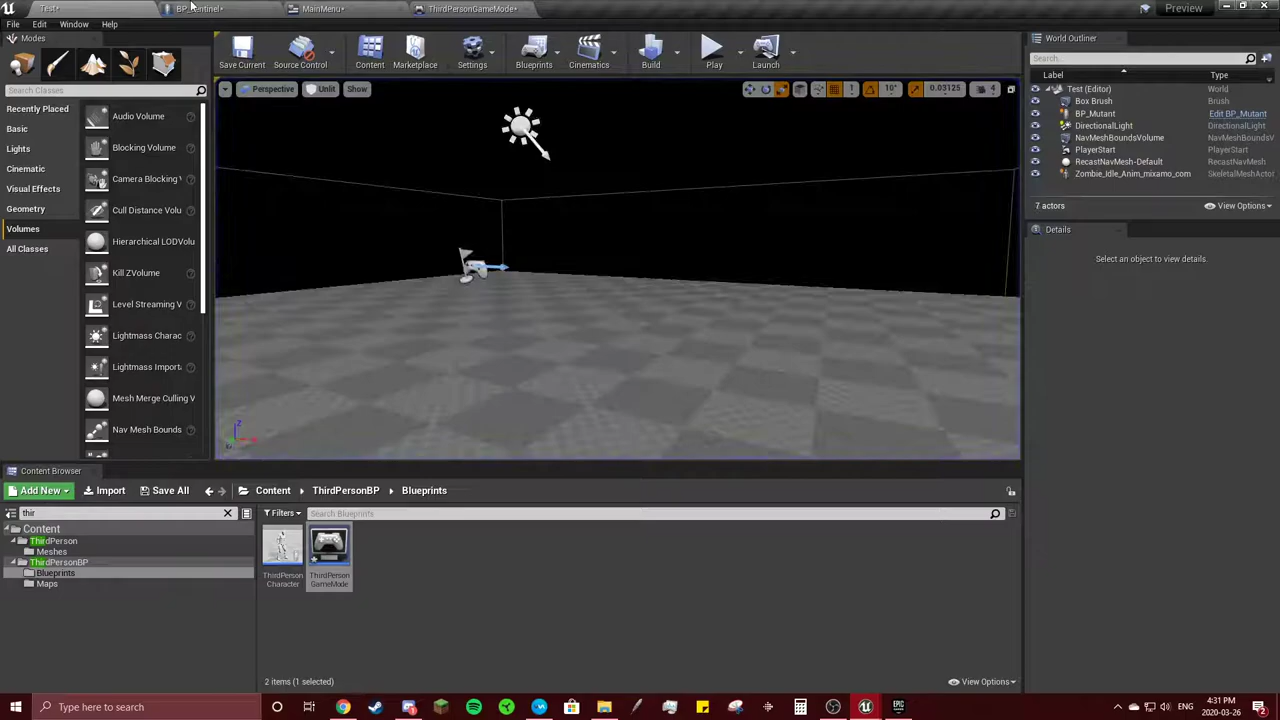 Test*
BP_Sentinel*
MainMenu*
ThirdPersonGameMode*
Preview
File Edit Window Help
Modes
Search Classes
Recently Placed
Basic
Lights
Cinematic
Visual Effects
Geometry
Volumes
All Classes
Audio Volume
Blocking Volume
Camera Blocking V
Cull Distance Volu
Hierarchical LODVolu
Kill ZVolume
Level Streaming V
Lightmass Charac
Lightmass Import
Mesh Merge Culling V
Nav Mesh Bounds
Save Current
Source Control
Content
Marketplace
Settings
Blueprints
Cinematics
Build
Play
Launch
Perspective
Unlit
Show
1
10°
0.03125
4
Z
World Outliner
Search...
Label Type
Test (Editor) World
Box Brush Brush
BP_Mutant Edit BP_Mutant
DirectionalLight DirectionalLight
NavMeshBoundsVolume NavMeshBoundsV
PlayerStart PlayerStart
RecastNavMesh-Default RecastNavMesh
Zombie_Idle_Anim_mixamo_com SkeletalMeshActor
7 actors
View Options
Details
Select an object to view details.
Content Browser
Add New
Import
Save All
Content
ThirdPersonBP
Blueprints
thir
Filters
Search Blueprints
Content
ThirdPerson
Meshes
ThirdPersonBP
Blueprints
Maps
ThirdPerson
Character
ThirdPerson
GameMode
2 items (1 selected)
View Options
Type here to search
ENG
4:31 PM
2020-03-26